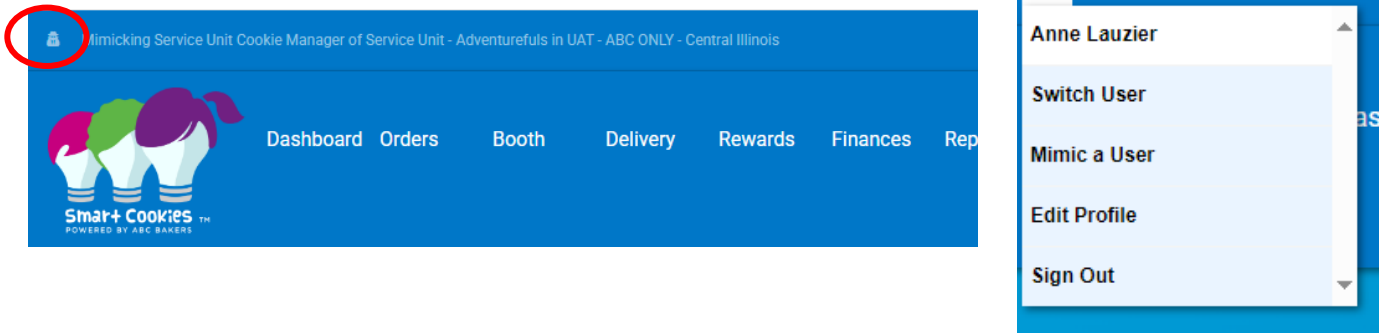 Mimicking Service Unit Cookie Manager of Service Unit - Adventurefuls in UAT - ABC ONLY - Central Illinois
Dashboard Orders Booth Delivery Rewards Finances Rep
Smart Cookies TM
POWERED BY ABC BAKERS
Anne Lauzier
Switch User
as
Mimic a User
Edit Profile
Sign Out